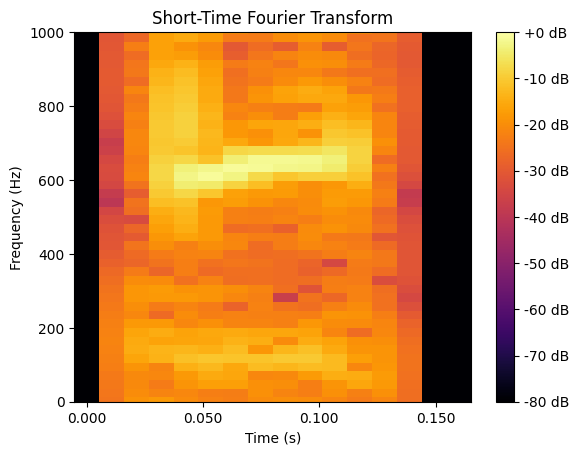 Short-Time Fourier Transform
Frequency (Hz)
1000
800
600
400
200
0
0.000
0.050
0.100
0.150
Time (s)
+0 dB
-10 dB
-20 dB
-30 dB
-40 dB
-50 dB
-60 dB
-70 dB
-80 dB